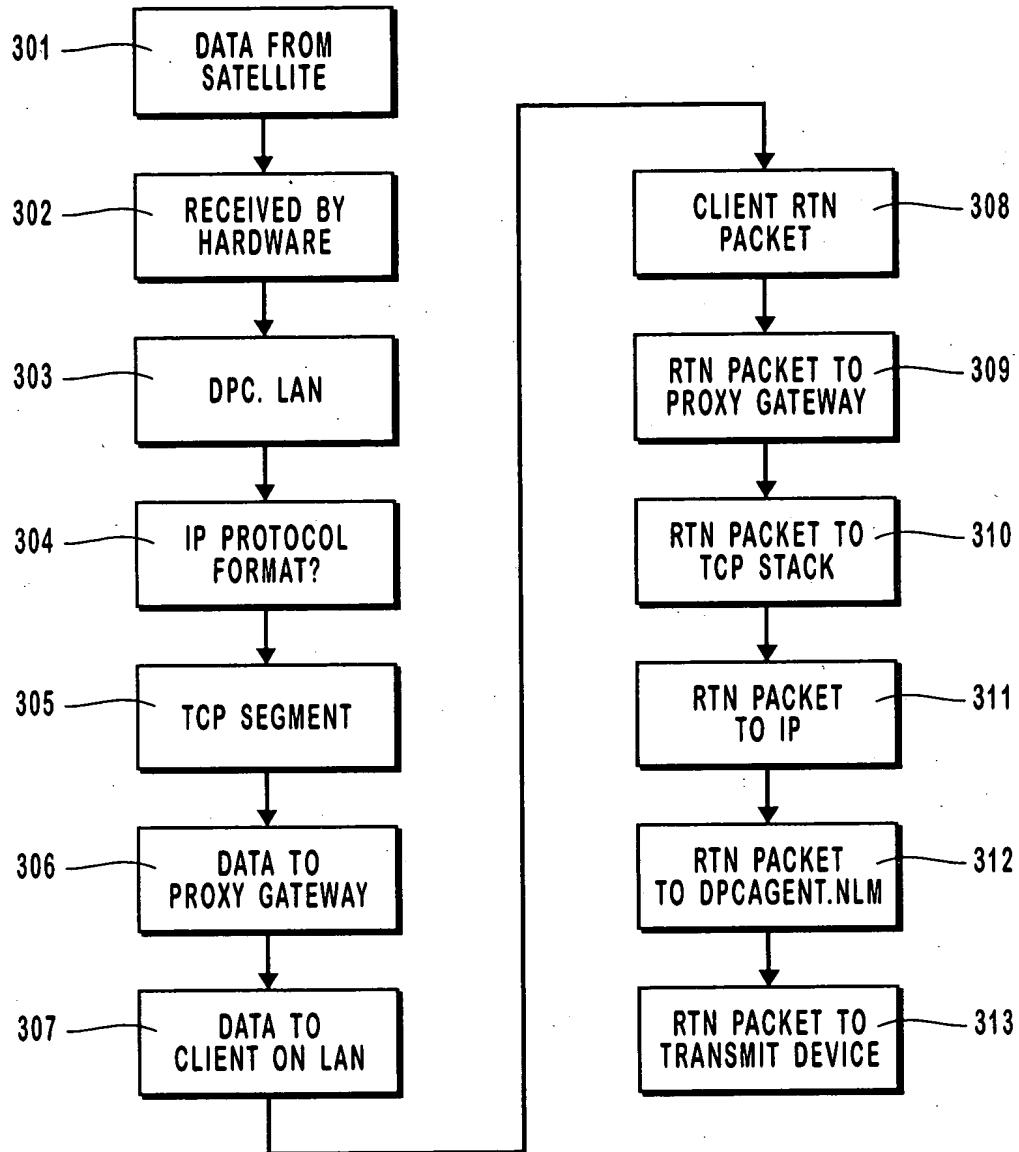 301
DATA FROM
SATELLITE
302
RECEIVED BY
HARDWARE
303
DPC. LAN
304
IP PROTOCOL
FORMAT?
305
TCP SEGMENT
306
DATA TO
PROXY GATEWAY
307
DATA TO
CLIENT ON LAN
CLIENT RTN
PACKET
308
RTN PACKET TO
PROXY GATEWAY
309
RTN PACKET TO
TCP STACK
310
RTN PACKET
TO IP
311
RTN PACKET
TO DPCAGENT.NLM
312
RTN PACKET TO
TRANSMIT DEVICE
313